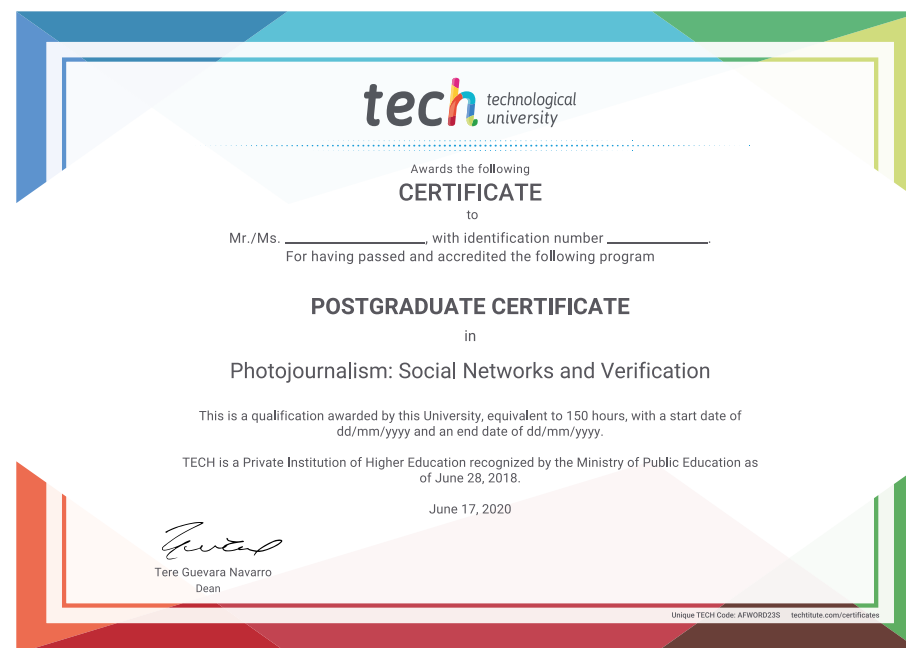 tech technological
university
Awards the following
CERTIFICATE
to
Mr./Ms. ____________________, with identification number ______________.
For having passed and accredited the following program
POSTGRADUATE CERTIFICATE
in
Photojournalism: Social Networks and Verification
This is a qualification awarded by this University, equivalent to 150 hours, with a start date of
dd/mm/yyyy and an end date of dd/mm/yyyy.
TECH is a Private Institution of Higher Education recognized by the Ministry of Public Education as
of June 28, 2018.
June 17, 2020
Tere Guevara Navarro
Dean
Unique TECH Code: AFWORD23S techtitute.com/certificates